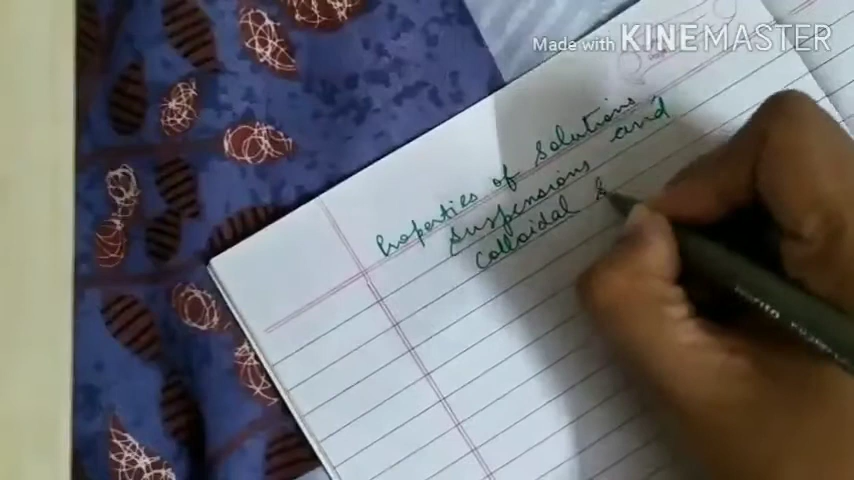 Made with KINEMASTER
Properties of Solutions,
Suspensions and
Colloidal S